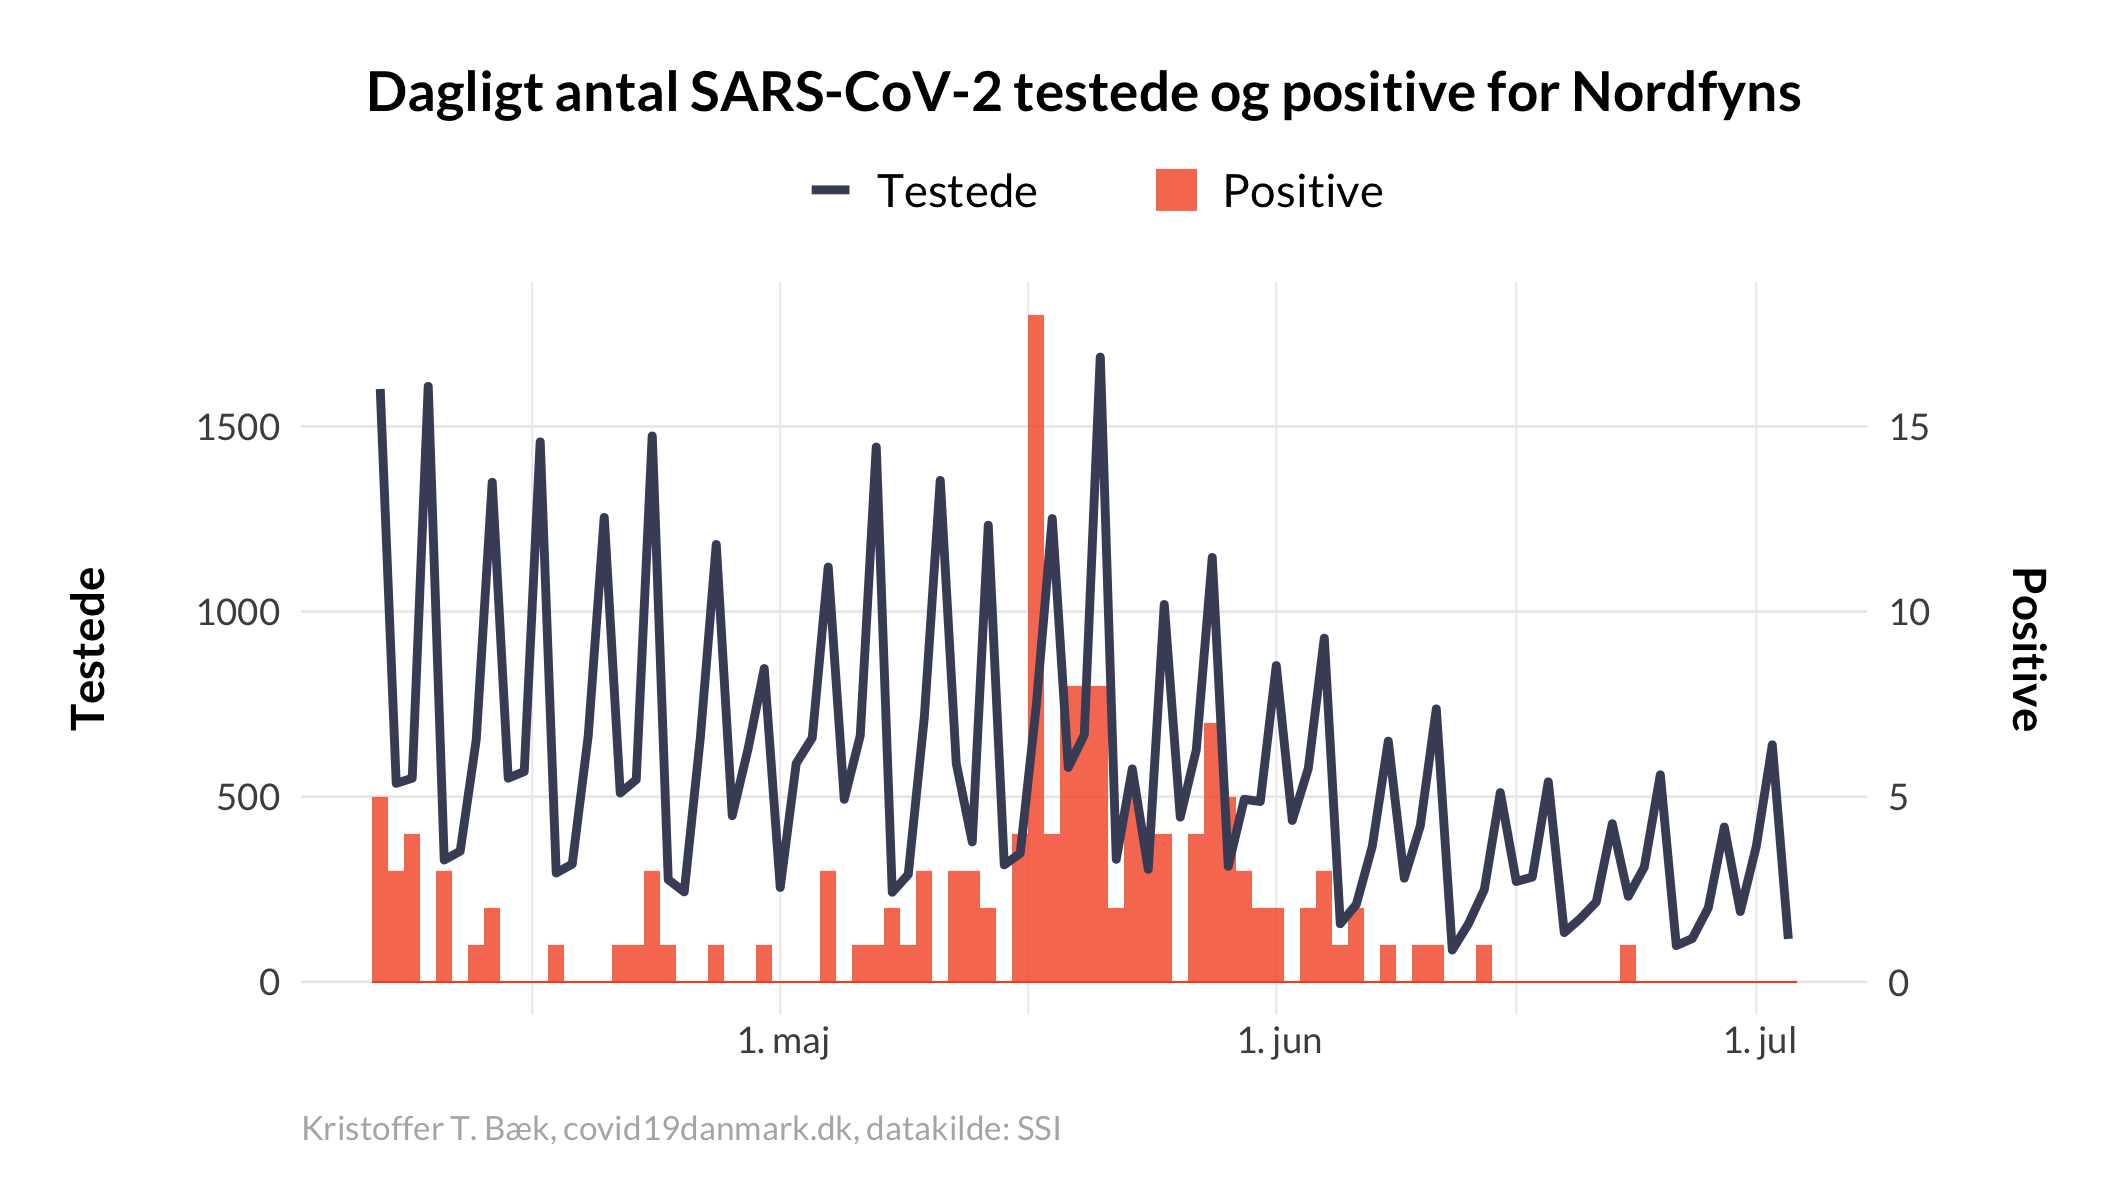 Dagligt antal SARS-CoV-2 testede og positive for Nordfyns
Testede
Positive
1500
1000
500
0
15
10
5
0
Testede
Positive
1. maj
1. jun
1. jul
Kristoffer T. Bæk, covid19danmark.dk, datakilde: SSI